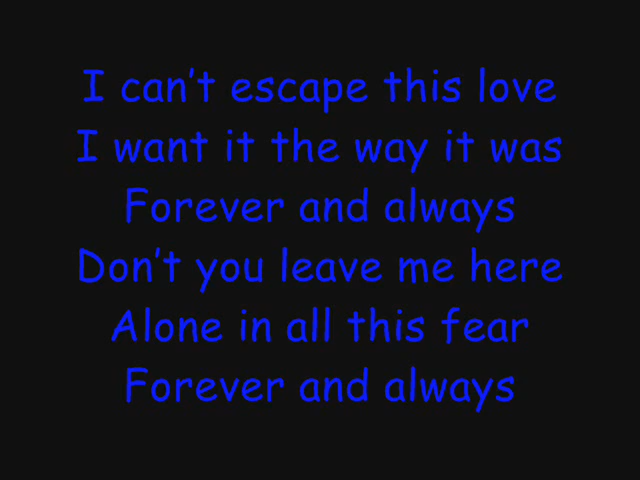 I can't escape this love
I want it the way it was
Forever and always
Don't you leave me here
Alone in all this fear
Forever and always